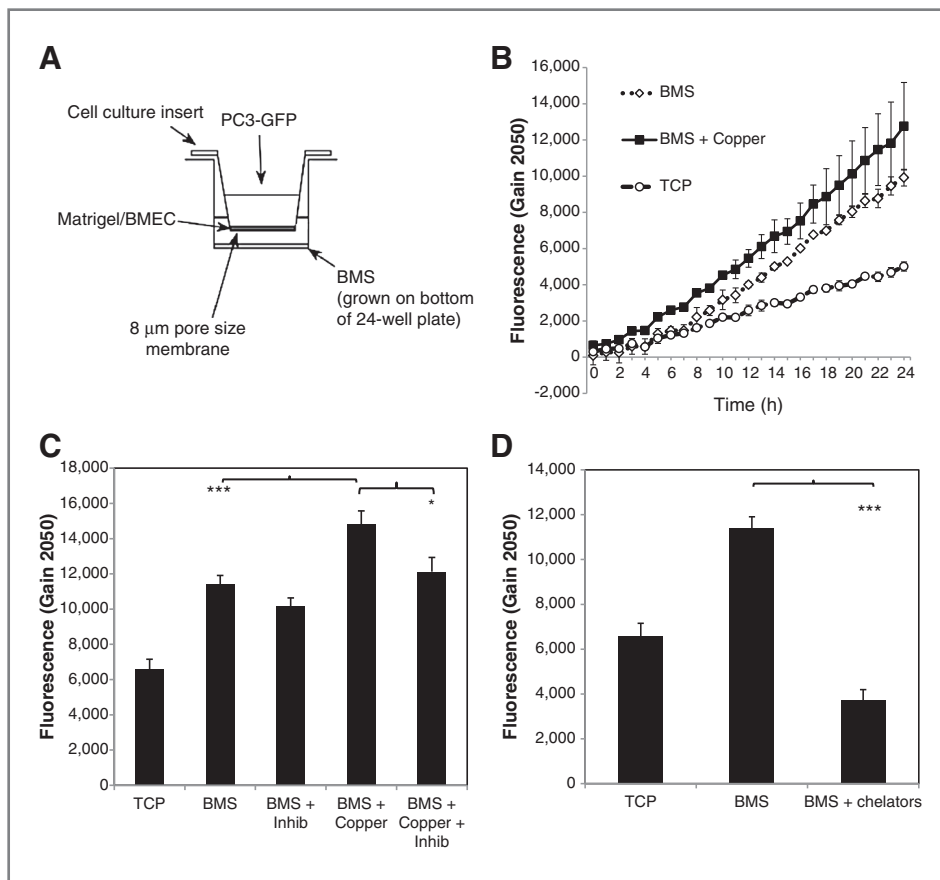 A
Cell culture insert
PC3-GFP
Matrigel/BMEC
8 μm pore size
membrane
BMS
(grown on bottom
of 24-well plate)
B
Fluorescence (Gain 2050)
16,000
14,000
12,000
10,000
8,000
6,000
4,000
2,000
0
-2,000
BMS
BMS + Copper
TCP
0 2 4 6 8 10 12 14 16 18 20 22 24
Time (h)
C
Fluorescence (Gain 2050)
18,000
16,000
14,000
12,000
10,000
8,000
6,000
4,000
2,000
0
***
*
TCP
BMS
BMS +
Inhib
BMS +
Copper
BMS +
Copper +
Inhib
D
Fluorescence (Gain 2050)
14,000
12,000
10,000
8,000
6,000
4,000
2,000
0
***
TCP
BMS
BMS + chelators